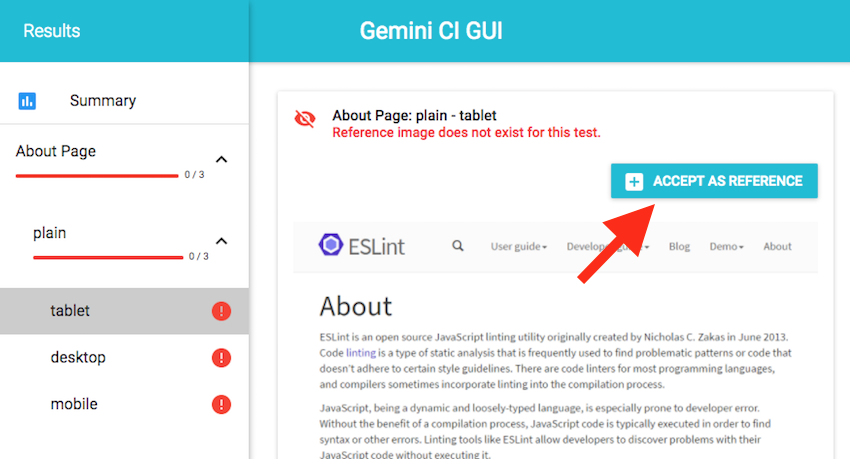 Results
Gemini CI GUI
Summary
About Page
0 / 3
plain
0 / 3
tablet
desktop
mobile
About Page: plain - tablet
Reference image does not exist for this test.
ACCEPT AS REFERENCE
ESLint
User guide
Blog
Demo
About
About
ESLint is an open source JavaScript linting utility originally created by Nicholas C. Zakas in June 2013.
Code linting is a type of static analysis that is frequently used to find problematic patterns or code that
doesn't adhere to certain style guidelines. There are code linters for most programming languages,
and compilers sometimes incorporate linting into the compilation process.
JavaScript, being a dynamic and loosely-typed language, is especially prone to developer error.
Without the benefit of a compilation process, JavaScript code is typically executed in order to find
syntax or other errors. Linting tools like ESLint allow developers to discover problems with their
JavaScript code without executing it.